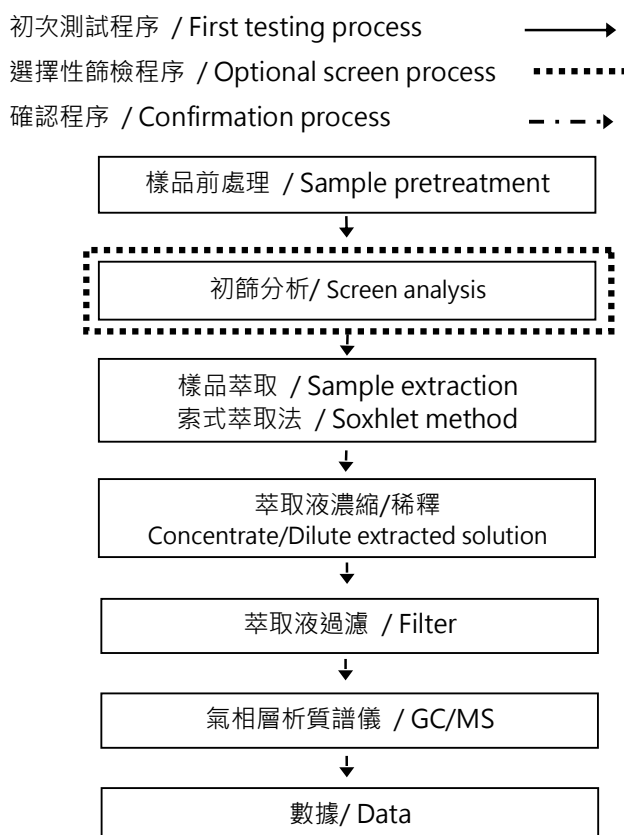 初次測試程序 / First testing process
選擇性篩檢程序 / Optional screen process
確認程序 / Confirmation process
樣品前處理 / Sample pretreatment
初篩分析/ Screen analysis
樣品萃取 / Sample extraction
索式萃取法 / Soxhlet method
萃取液濃縮/稀釋
Concentrate/Dilute extracted solution
萃取液過濾 / Filter
氣相層析質譜儀 / GC/MS
數據/ Data